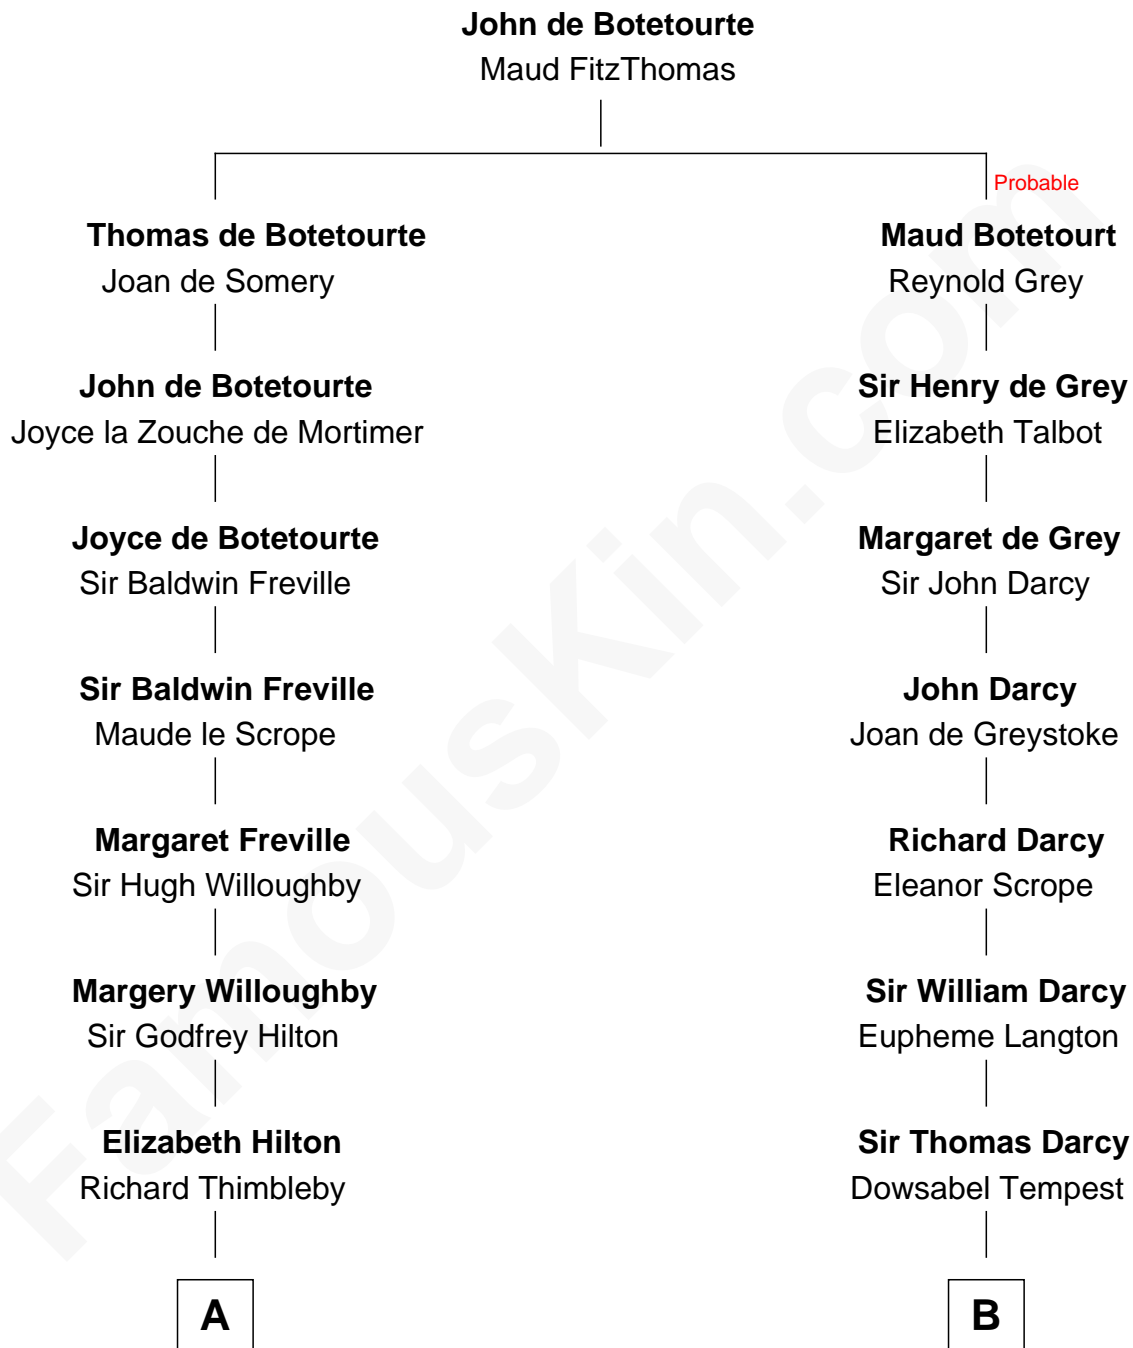 John de Botetourte
Maud FitzThomas
Probable
Thomas de Botetourte
Joan de Somery
Maud Botetourt
Reynold Grey
John de Botetourte
Joyce la Zouche de Mortimer
Sir Henry de Grey
Elizabeth Talbot
Joyce de Botetourte
Sir Baldwin Freville
Margaret de Grey
Sir John Darcy
Sir Baldwin Freville
Maude le Scrope
John Darcy
Joan de Greystoke
Margaret Freville
Sir Hugh Willoughby
Richard Darcy
Eleanor Scrope
Margery Willoughby
Sir Godfrey Hilton
Sir William Darcy
Eupheme Langton
Elizabeth Hilton
Richard Thimbleby
Sir Thomas Darcy
Dowsabel Tempest
A
B
FamousKin.com